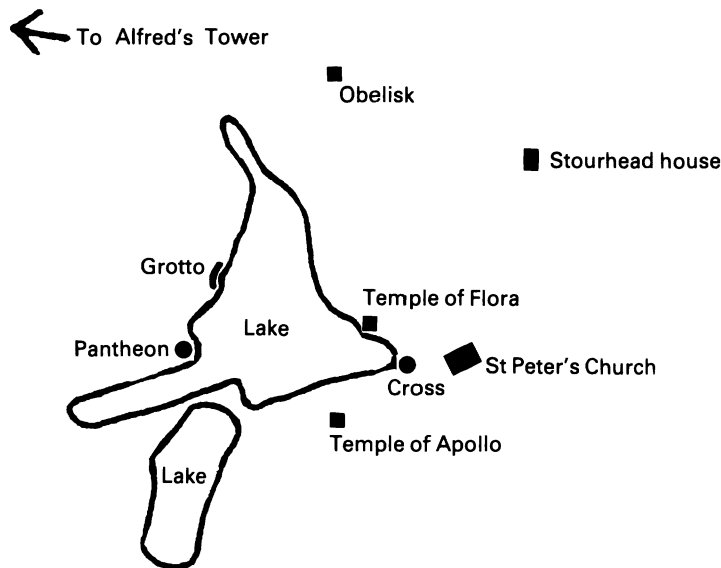 To Alfred's Tower
Obelisk
Stourhead house
Grotto
Temple of Flora
Lake
Pantheon
St Peter's Church
Cross
Temple of Apollo
Lake